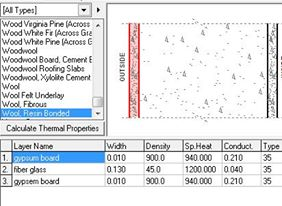 [All Types]
Wood Virginia Pine (Across
Wood White Fir (Across Gra
Wood White Pine (Across G
Woodwool
Woodwool Board, Cement B
Woodwool Roofing Slabs
Woodwool, Xylolite Cement
Wool
Wool Felt Underlay
Wool, Fibrous
Wool, Resin Bonded
OUTSIDE
Calculate Thermal Properties
Layer Name Width Density Sp.Heat Conduct. Type
1. gypsum board 0.010 900.0 940.000 0.210 35
2. fiber glass 0.130 45.0 1200.000 0.040 35
3. gypsem board 0.010 900.0 940.000 0.210 35